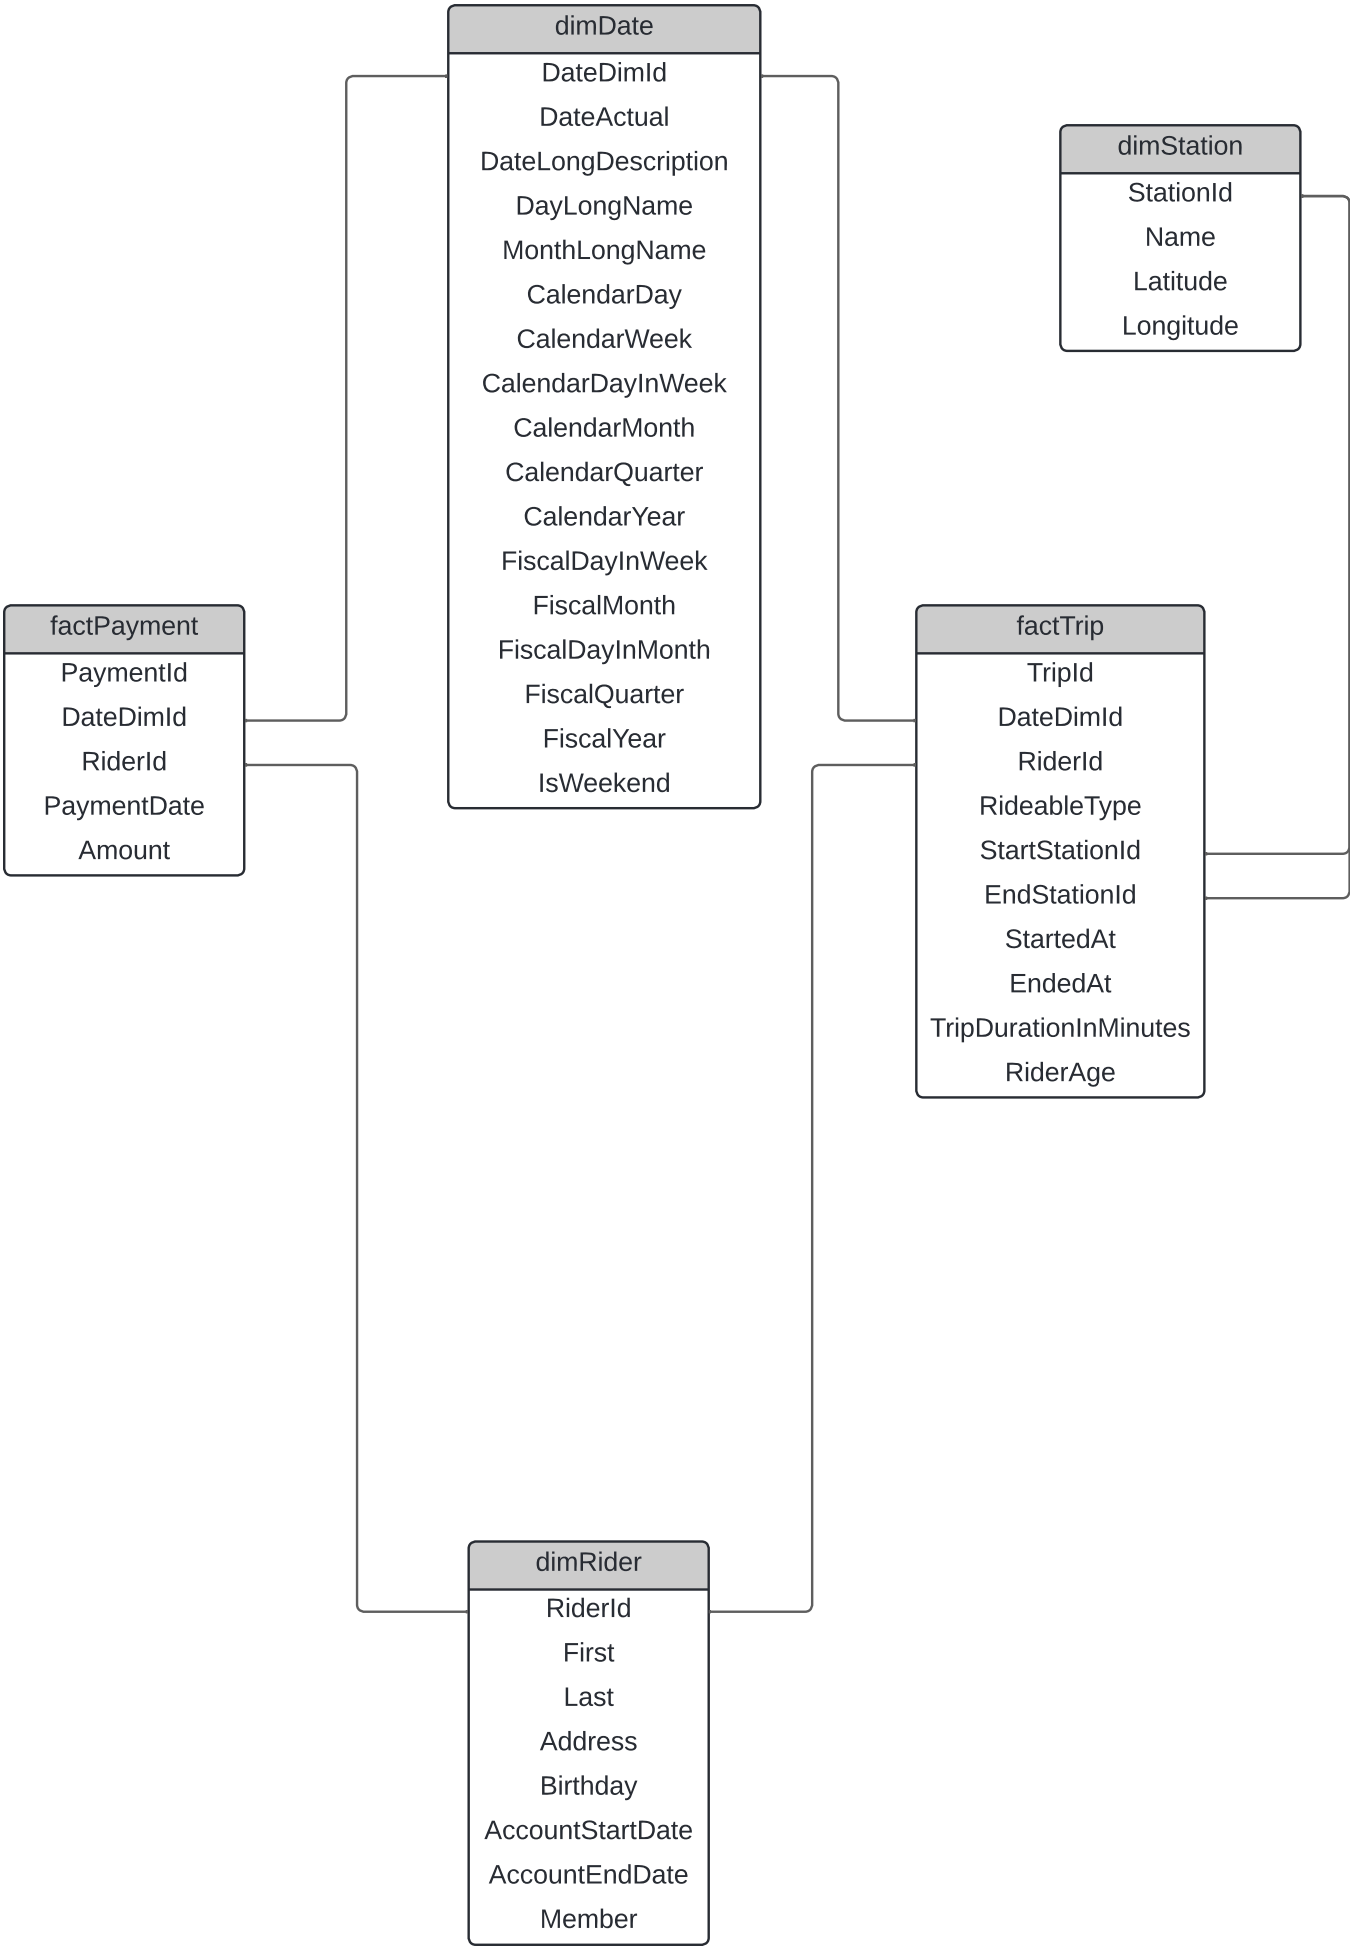 dimDate
DateDimId
DateActual
DateLongDescription
DayLongName
MonthLongName
CalendarDay
CalendarWeek
CalendarDayInWeek
CalendarMonth
CalendarQuarter
CalendarYear
FiscalDayInWeek
FiscalMonth
FiscalDayInMonth
FiscalQuarter
FiscalYear
IsWeekend
dimStation
StationId
Name
Latitude
Longitude
factPayment
PaymentId
DateDimId
RiderId
PaymentDate
Amount
factTrip
TripId
DateDimId
RiderId
RideableType
StartStationId
EndStationId
StartedAt
EndedAt
TripDurationInMinutes
RiderAge
dimRider
RiderId
First
Last
Address
Birthday
AccountStartDate
AccountEndDate
Member